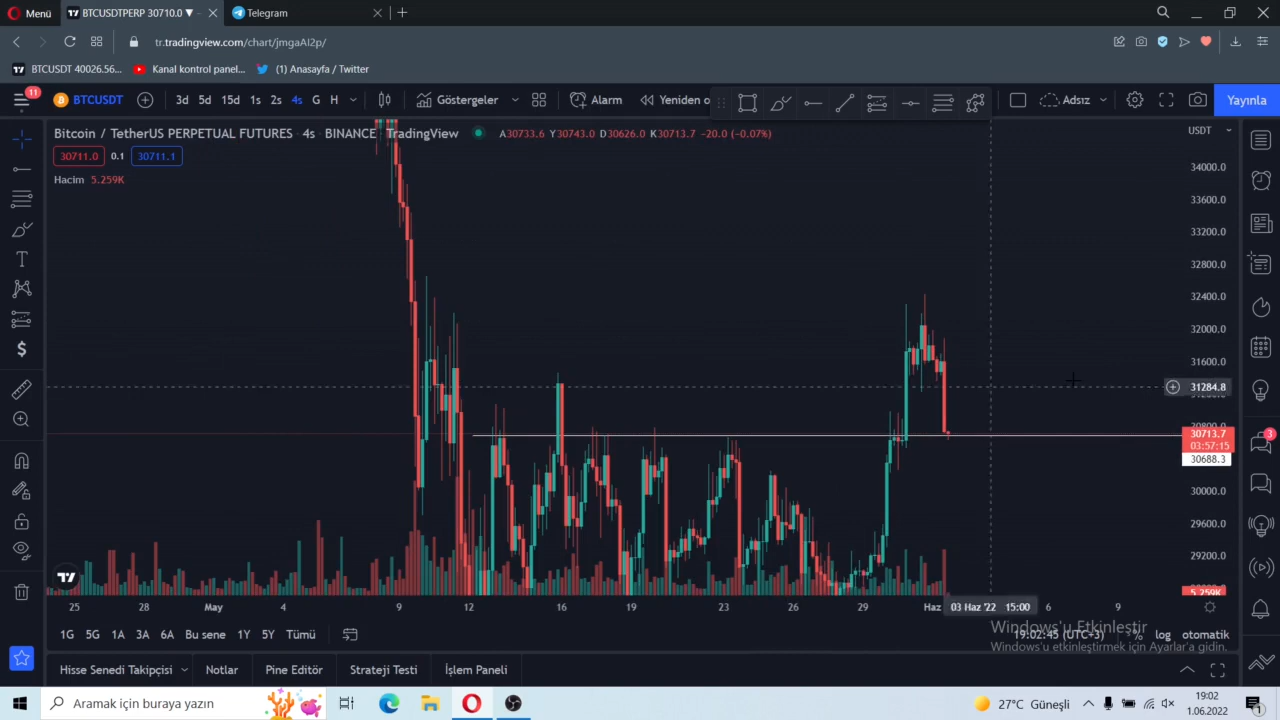 Menü
BTCUSDTPERP 30710.0 ▼
Telegram
tr.tradingview.com/chart/jmgaAI2p/
BTCUSDT 40026.56...
Kanal kontrol panel...
(1) Anasayfa / Twitter
11
BTCUSDT
3d 5d 15d 1s 2s 4s G H
Göstergeler
Alarm
Yeniden o
Adsız
Yayınla
Bitcoin / TetherUS PERPETUAL FUTURES · 4s · BINANCE TradingView
A30733.6 Y30743.0 D30626.0 K30713.7 -20.0 (-0.07%)
USDT
30711.0 0.1 30711.1
Hacim 5.259K
34000.0
33600.0
33200.0
32800.0
32400.0
32000.0
31600.0
31284.8
30713.7
03:57:15
30688.3
30000.0
29600.0
29200.0
5.259K
3
25 28 May 4 9 12 16 19 23 26 29 Haz 03 Haz '22 15:00 6 9
1G 5G 1A 3A 6A Bu sene 1Y 5Y Tümü
19:02:45 (UTC+3) % log otomatik
Windows'u Etkinleştir
Windows'u etkinleştirmek için Ayarlar'a gidin.
Hisse Senedi Takipçisi
Notlar
Pine Editör
Strateji Testi
İşlem Paneli
Aramak için buraya yazın
27°C Güneşli
19:02
1.06.2022
1